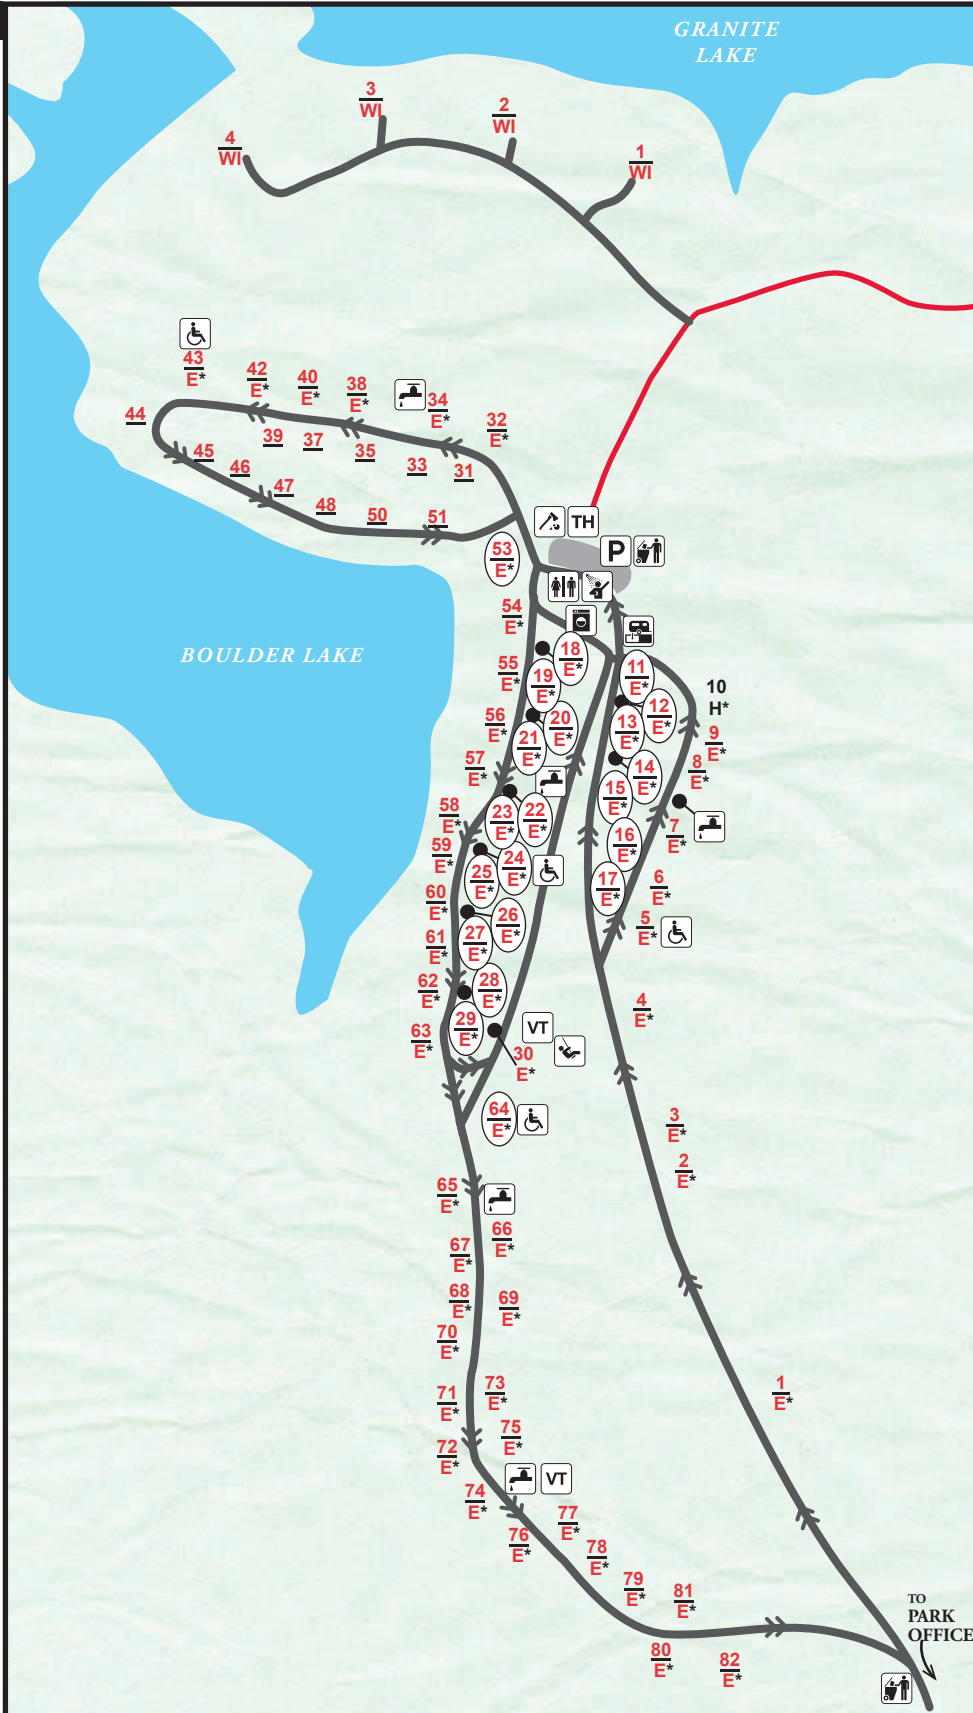 GRANITE
LAKE
3
WI
2
WI
4
WI
1
WI
43
E*
42
E*
40
E*
38
E*
34
E*
32
E*
44
45
46
47
39
37
35
33
31
48
50
51
TH
53
E*
P
54
E*
BOULDER LAKE
18
E*
55
E*
19
E*
11
E*
10
H*
56
E*
20
E*
21
E*
12
E*
13
E*
9
E*
57
E*
14
E*
8
E*
15
E*
58
E*
23
E*
22
E*
7
E*
16
E*
59
E*
24
E*
25
E*
17
E*
6
E*
60
E*
26
E*
27
E*
5
E*
61
E*
62
E*
28
E*
4
E*
29
E*
63
E*
VT
30
E*
64
E*
3
E*
2
E*
65
E*
66
E*
67
E*
68
E*
69
E*
70
E*
71
E*
73
E*
1
E*
72
E*
75
E*
VT
74
E*
76
E*
77
E*
78
E*
79
E*
81
E*
80
E*
82
E*
TO
PARK
OFFICE